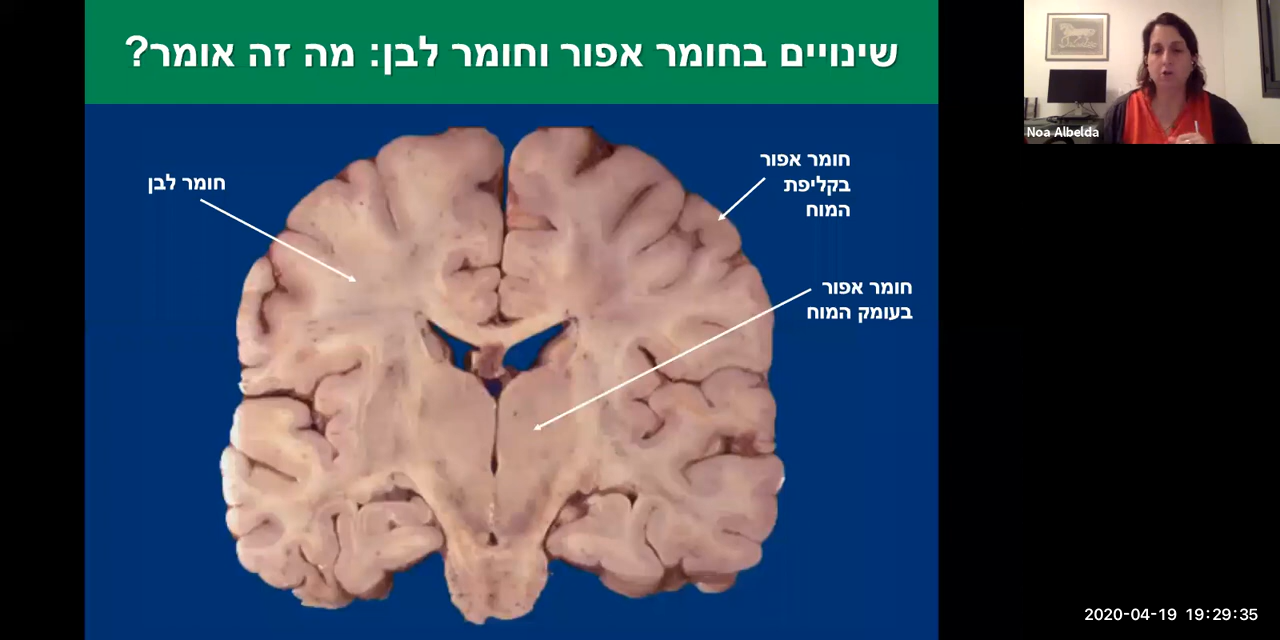 שינויים בחומר אפור וחומר לבן: מה זה אומר?
חומר אפור
בקליפת
המוח
חומר לבן
חומר אפור
בעומק המוח
Noa Albelda
2020-04-19 19:29:35